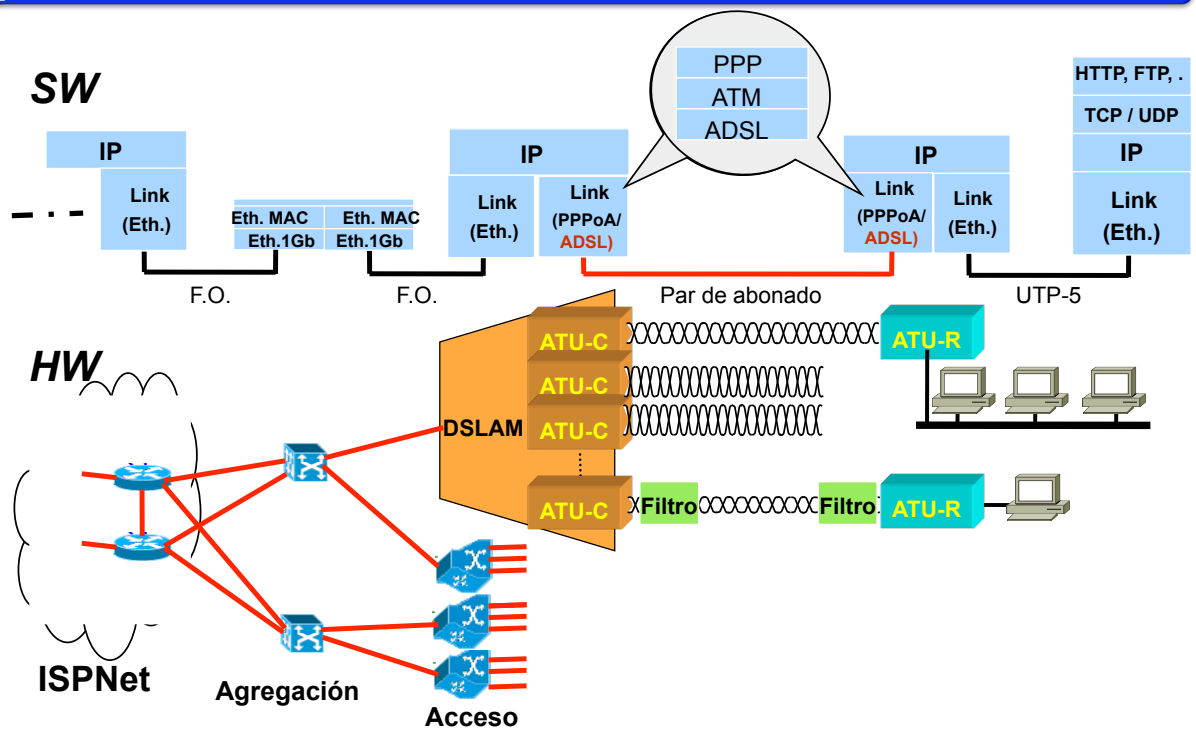 SW
PPP
ATM
ADSL
HTTP, FTP, .
TCP / UDP
IP
Link
(Eth.)
IP
Link
(Eth.)
Eth. MAC
Eth. MAC
Eth.1Gb
Eth.1Gb
IP
Link
(Eth.)
Link
(PPPoA/
ADSL)
IP
Link
(PPPoA/
ADSL)
Link
(Eth.)
F.O.
F.O.
Par de abonado
UTP-5
HW
DSLAM
ATU-C
ATU-R
ATU-C
ATU-C
ATU-C
Filtro
Filtro
ATU-R
ISPNet
Agregación
Acceso